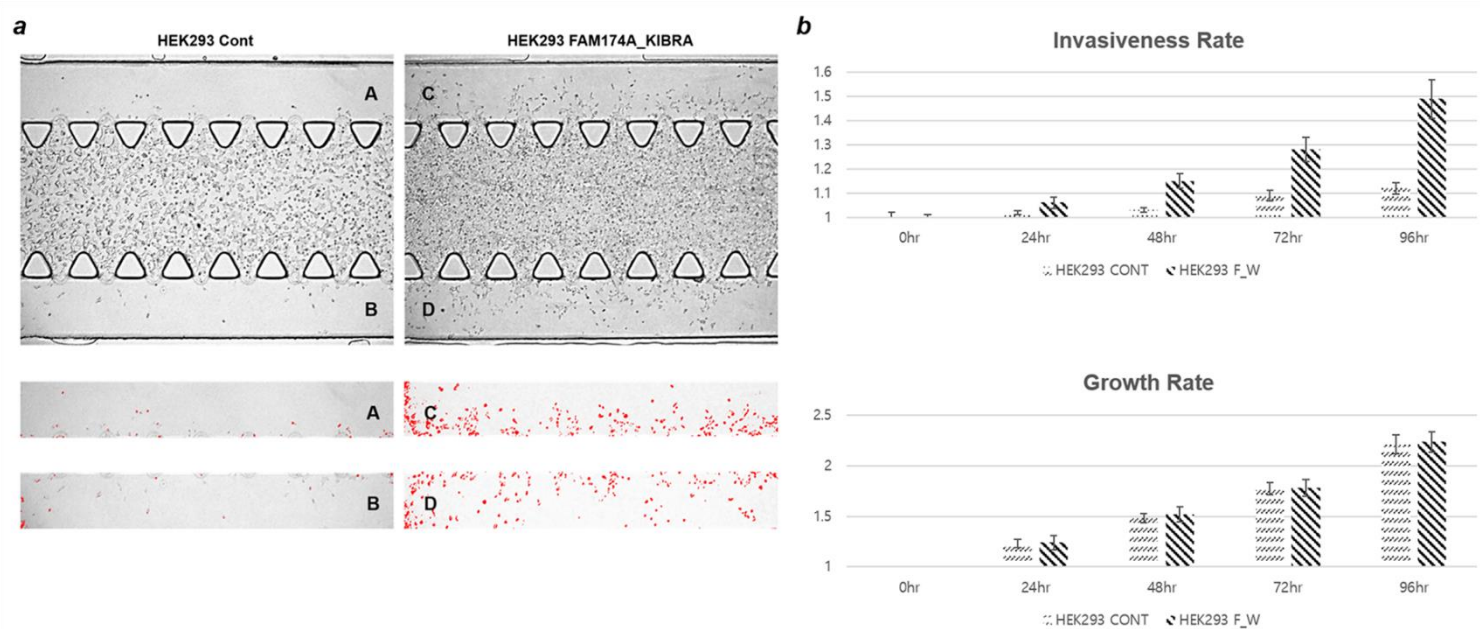 a
HEK293 Cont
HEK293 FAM174A_KIBRA
A
C
B
D
A
C
B
D
b
Invasiveness Rate
1.6
1.5
1.4
1.3
1.2
1.1
1
0hr 24hr 48hr 72hr 96hr
HEK293 CONT HEK293 F_W
Growth Rate
2.5
2
1.5
1
0hr 24hr 48hr 72hr 96hr
HEK293 CONT HEK293 F_W